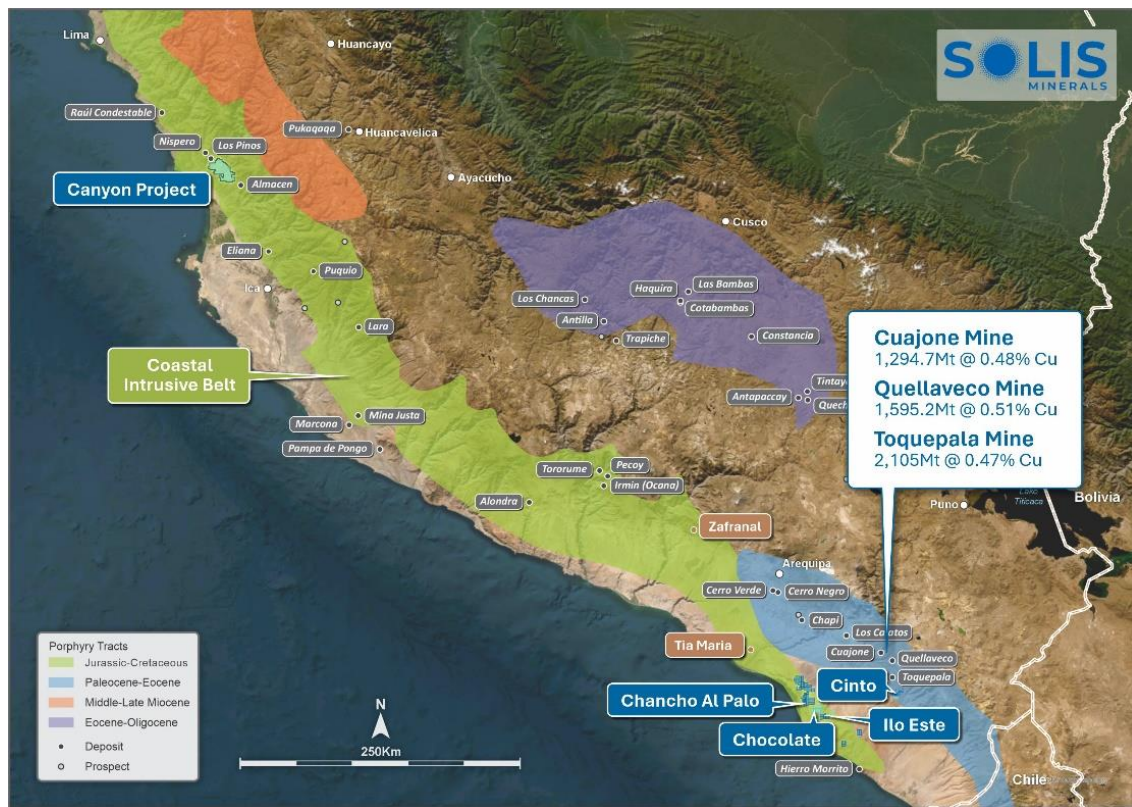 Lima
Huancayo
SOLIS
MINERALS
Raúl Condestable
Pukaqaqa
Huancavelica
Nispero
Los Pinos
Canyon Project
Almacen
Ayacucho
Cusco
Eliana
Puquio
Ica
Las Bambas
Haquira
Los Chancas
Cotabambas
Antilla
Trapiche
Constancia
Lara
Coastal
Intrusive Belt
Cuajone Mine
1,294.7Mt @ 0.48% Cu
Quellaveco Mine
1,595.2Mt @ 0.51% Cu
Toquepala Mine
2,105Mt @ 0.47% Cu
Tintay
Antapaccay
Quech
Mina Justa
Marcona
Pampa de Pongo
Pecoy
Tororume
Irmin (Ocana)
Alondra
Zafranal
Puno
Lake
Titicaca
Bolivia
Arequipa
Cerro Verde
Cerro Negro
Chapi
Los Calatos
Tia Maria
Cuajone
Quellaveco
Toquepala
Cinto
Chancho Al Palo
Ilo Este
Chocolate
Hierro Morrito
Chile
Porphyry Tracts
Jurassic-Cretaceous
Paleocene-Eocene
Middle-Late Miocene
Eocene-Oligocene
Deposit
Prospect
N
250Km